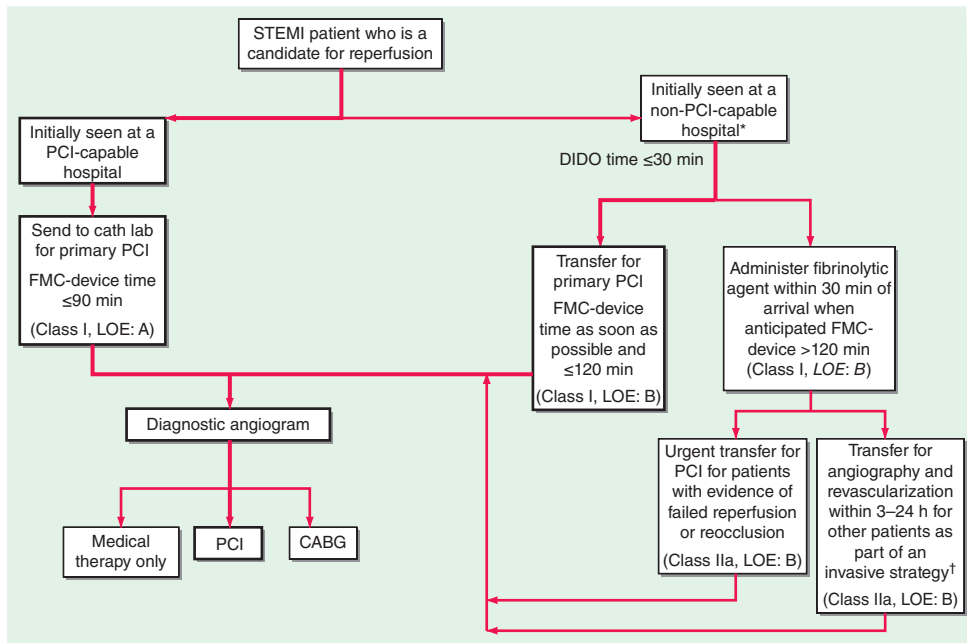 STEMI patient who is a
candidate for reperfusion
Initially seen at a
non-PCI-capable
hospital*
Initially seen at a
PCI-capable
hospital
DIDO time ≤30 min
Send to cath lab
for primary PCI
FMC-device time
≤90 min
(Class I, LOE: A)
Transfer for
primary PCI
FMC-device
time as soon as
possible and
≤120 min
(Class I, LOE: B)
Administer fibrinolytic
agent within 30 min of
arrival when
anticipated FMC-
device >120 min
(Class I, LOE: B)
Diagnostic angiogram
Medical
therapy only
PCI
CABG
Urgent transfer for
PCI for patients
with evidence of
failed reperfusion
or reocclusion
(Class IIa, LOE: B)
Transfer for
angiography and
revascularization
within 3–24 h for
other patients as
part of an
invasive strategy†
(Class IIa, LOE: B)